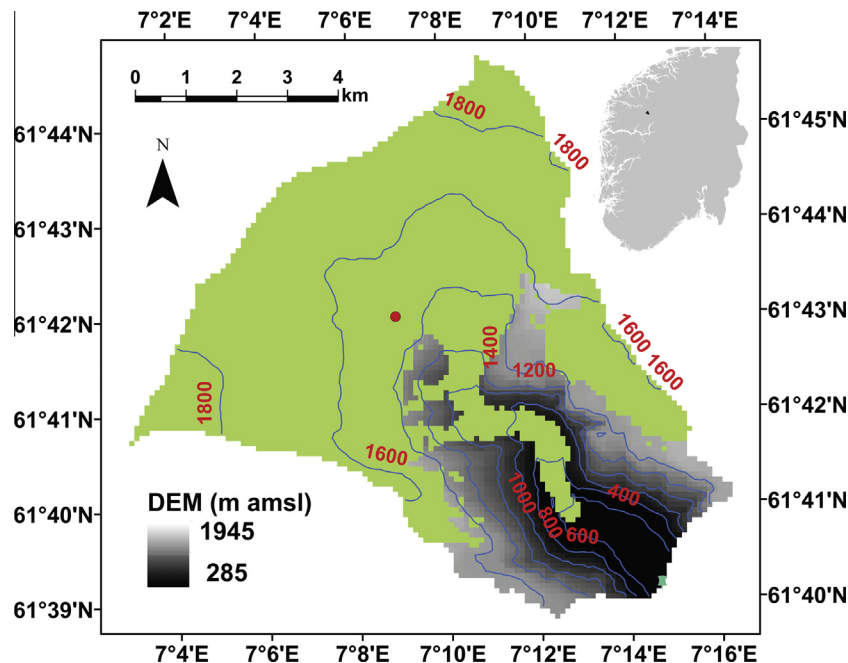 7°2'E 7°4'E 7°6'E 7°8'E 7°10'E 7°12'E 7°14'E
0 1 2 3 4
km
1800
61°44'N
61°45'N
1800
N
61°43'N
61°44'N
61°42'N
61°43'N
1600
1600
1400
1200
61°41'N
61°42'N
1800
1600
400
61°40'N
61°41'N
1000
800
600
DEM (m amsl)
1945
285
61°39'N
61°40'N
7°4'E 7°6'E 7°8'E 7°10'E 7°12'E 7°14'E 7°16'E